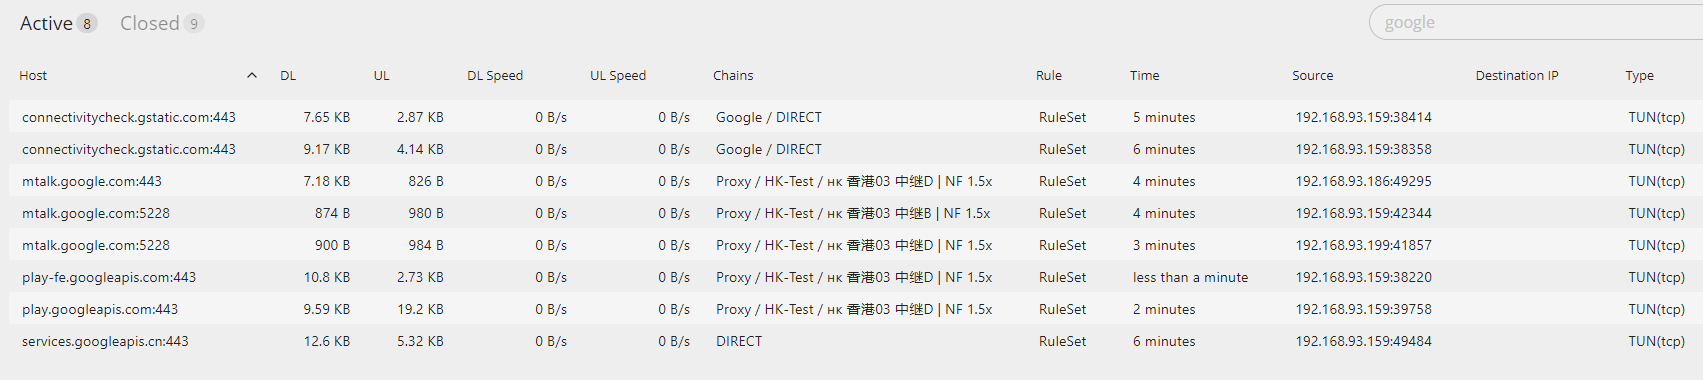 Active 8 Closed 9 google
Host DL UL DL Speed UL Speed Chains Rule Time Source Destination IP Type
connectivitycheck.gstatic.com:443 7.65 KB 2.87 KB 0 B/s 0 B/s Google / DIRECT RuleSet 5 minutes 192.168.93.159:38414 TUN(tcp)
connectivitycheck.gstatic.com:443 9.17 KB 4.14 KB 0 B/s 0 B/s Google / DIRECT RuleSet 6 minutes 192.168.93.159:38358 TUN(tcp)
mtalk.google.com:443 7.18 KB 826 B 0 B/s 0 B/s Proxy / HK-Test / ʜᴋ 香港03 中继D | NF 1.5x RuleSet 4 minutes 192.168.93.186:49295 TUN(tcp)
mtalk.google.com:5228 874 B 980 B 0 B/s 0 B/s Proxy / HK-Test / ʜᴋ 香港03 中继B | NF 1.5x RuleSet 4 minutes 192.168.93.159:42344 TUN(tcp)
mtalk.google.com:5228 900 B 984 B 0 B/s 0 B/s Proxy / HK-Test / ʜᴋ 香港03 中继D | NF 1.5x RuleSet 3 minutes 192.168.93.199:41857 TUN(tcp)
play-fe.googleapis.com:443 10.8 KB 2.73 KB 0 B/s 0 B/s Proxy / HK-Test / ʜᴋ 香港03 中继D | NF 1.5x RuleSet less than a minute 192.168.93.159:38220 TUN(tcp)
play.googleapis.com:443 9.59 KB 19.2 KB 0 B/s 0 B/s Proxy / HK-Test / ʜᴋ 香港03 中继D | NF 1.5x RuleSet 2 minutes 192.168.93.159:39758 TUN(tcp)
services.googleapis.cn:443 12.6 KB 5.32 KB 0 B/s 0 B/s DIRECT RuleSet 6 minutes 192.168.93.159:49484 TUN(tcp)